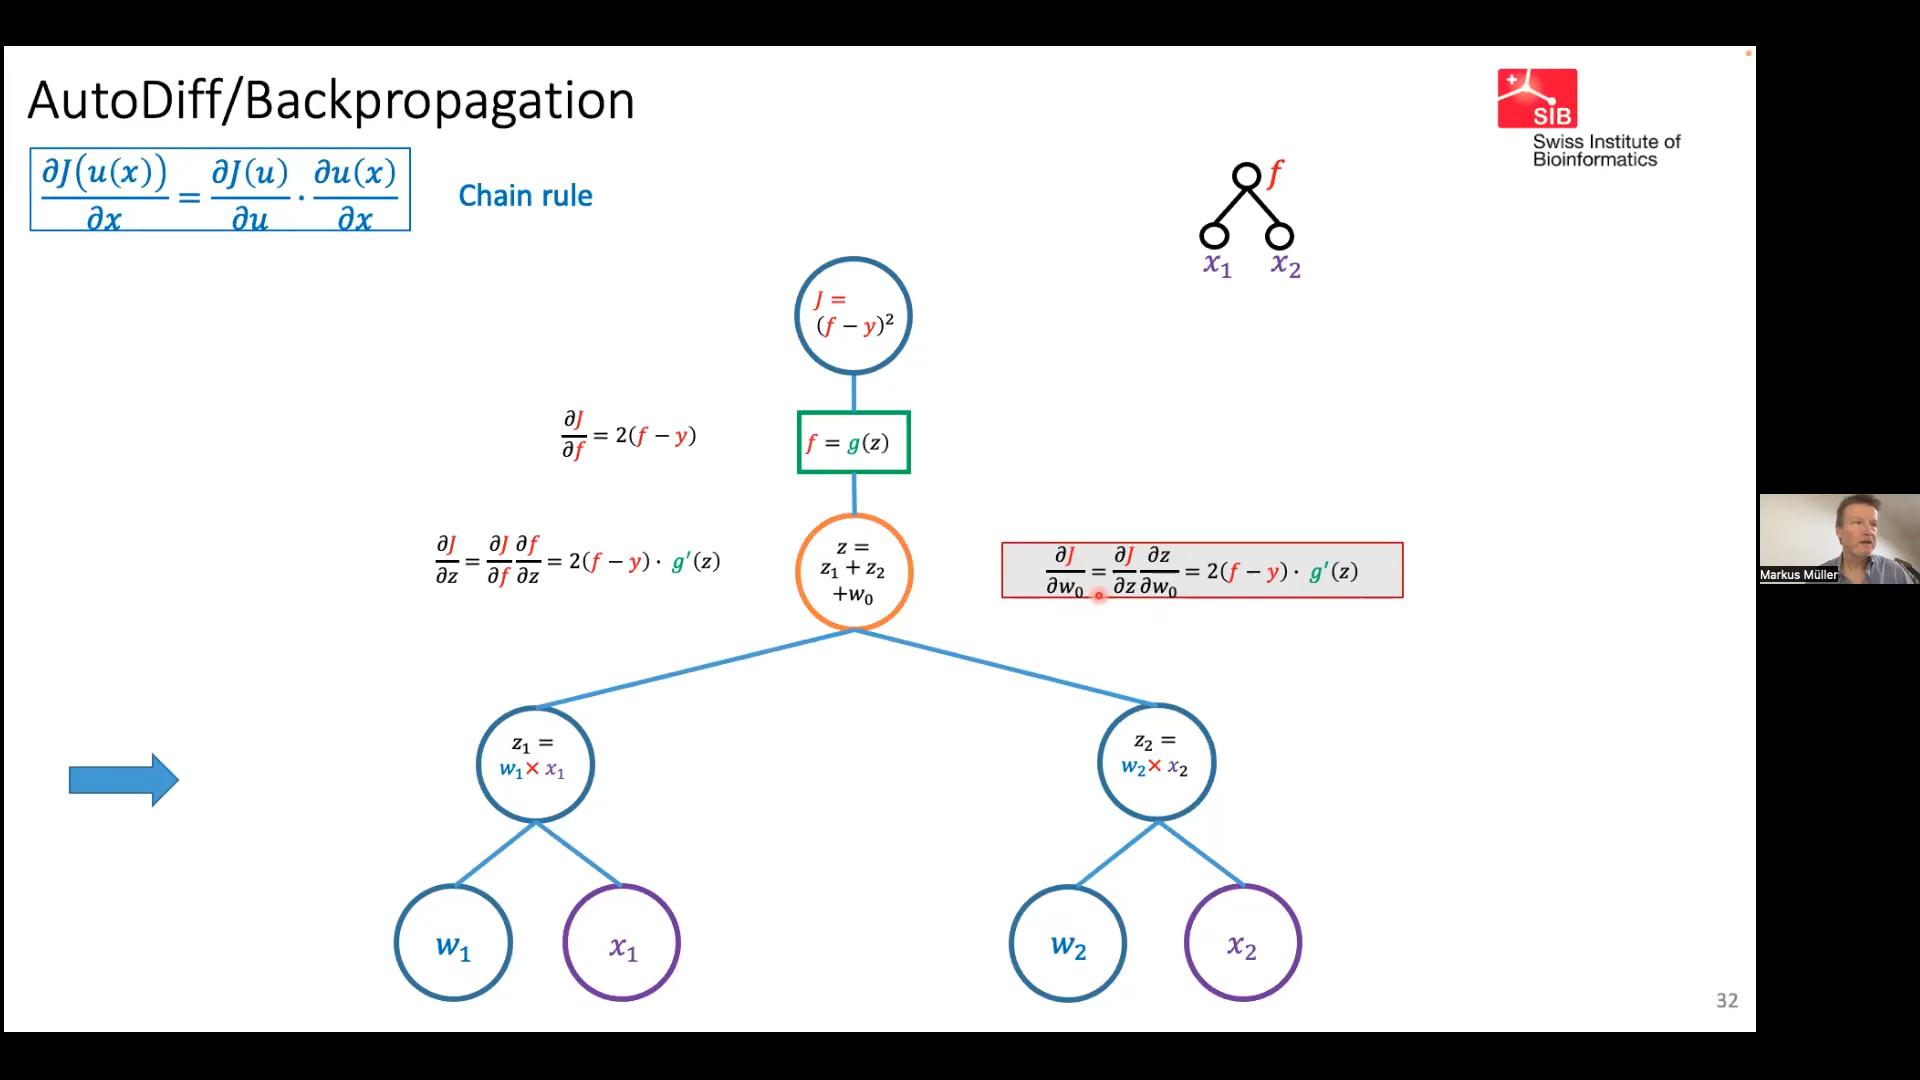 AutoDiff/Backpropagation
SIB
Swiss Institute of
Bioinformatics
∂J(u(x))/∂x = ∂J(u)/∂u · ∂u(x)/∂x
Chain rule
f
x₁ x₂
J =
(f − y)²
∂J/∂f = 2(f − y)
f = g(z)
∂J/∂z = ∂J/∂f ∂f/∂z = 2(f − y) · g′(z)
z =
z₁ + z₂
+w₀
∂J/∂w₀ = ∂J/∂z ∂z/∂w₀ = 2(f − y) · g′(z)
Markus Müller
z₁ =
w₁× x₁
z₂ =
w₂× x₂
w₁
x₁
w₂
x₂
32